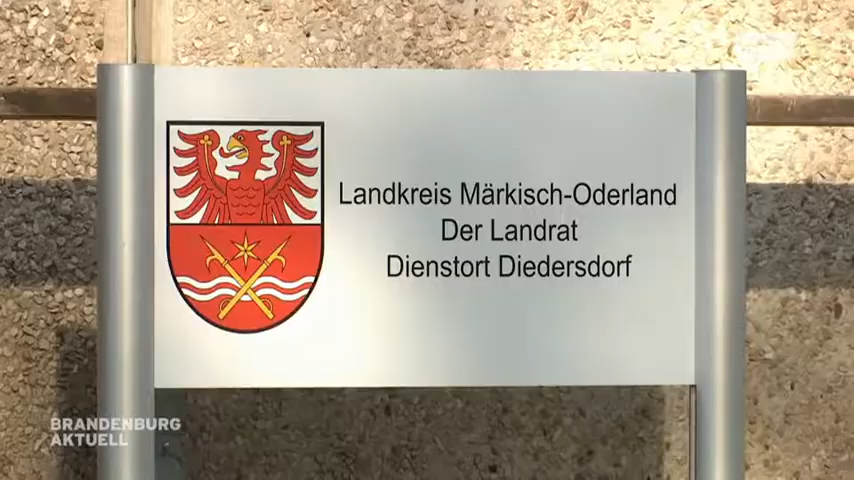 Landkreis Märkisch-Oderland
Der Landrat
Dienstort Diedersdorf
BRANDENBURG
AKTUELL